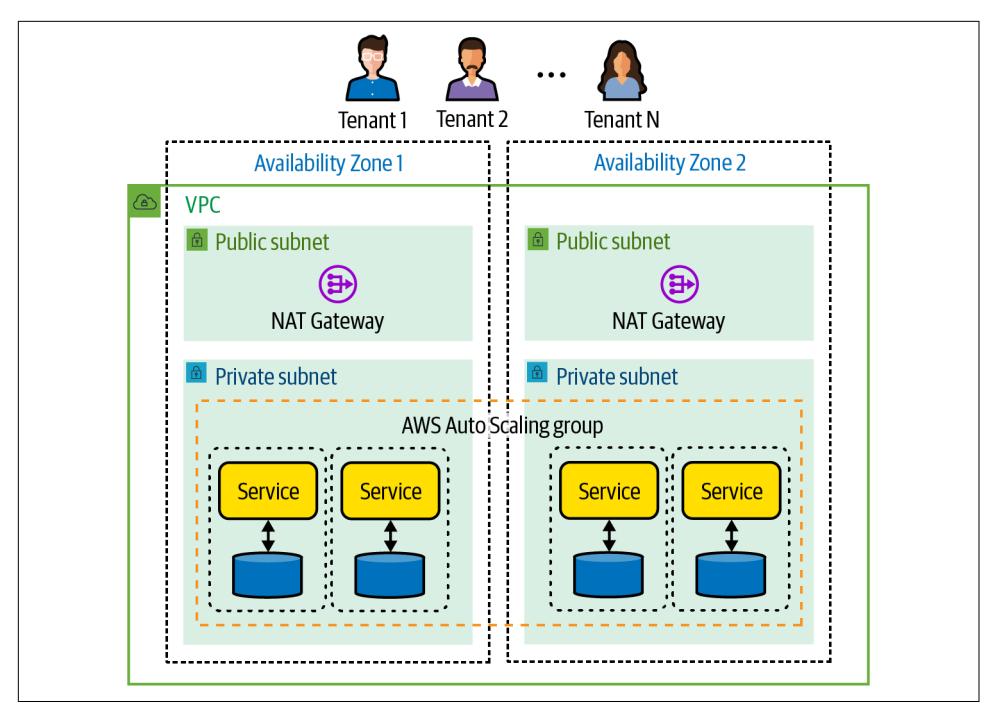 Tenant 1
Tenant 2
...
Tenant N
Availability Zone 1
Availability Zone 2
VPC
Public subnet
Public subnet
NAT Gateway
NAT Gateway
Private subnet
Private subnet
AWS Auto Scaling group
Service
Service
Service
Service